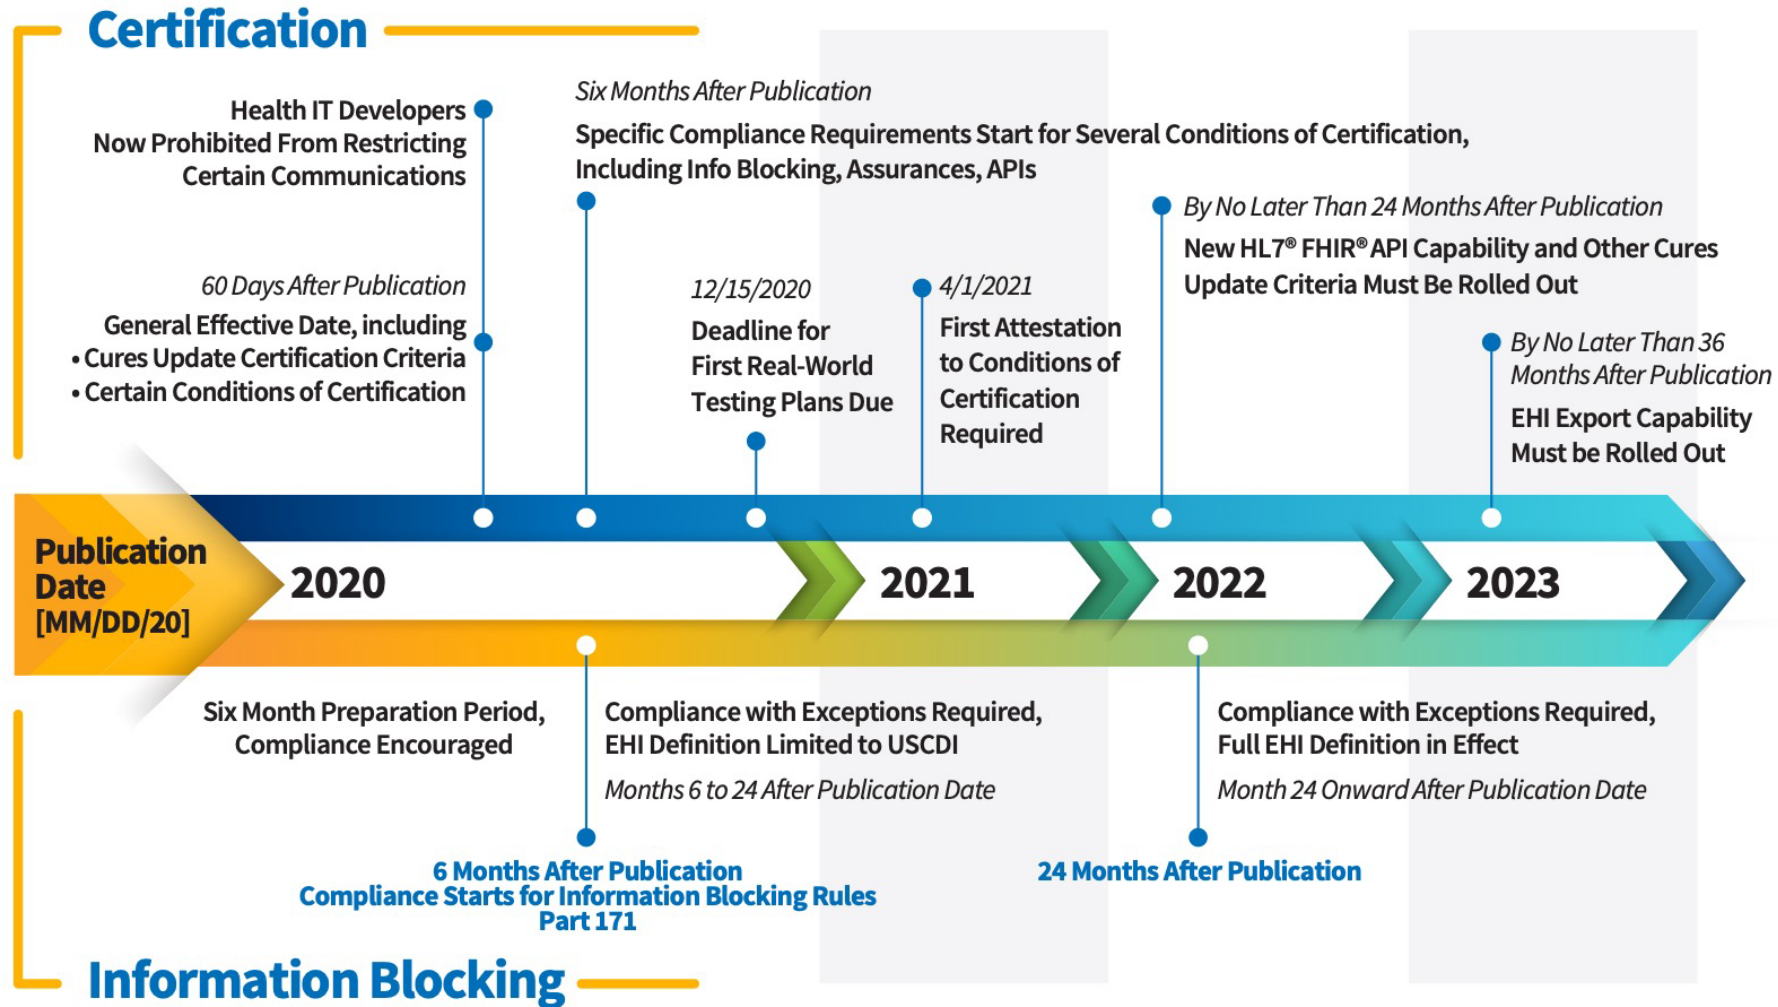 Certification
Health IT Developers
Now Prohibited From Restricting
Certain Communications
60 Days After Publication
General Effective Date, including
• Cures Update Certification Criteria
• Certain Conditions of Certification
Six Months After Publication
Specific Compliance Requirements Start for Several Conditions of Certification,
Including Info Blocking, Assurances, APIs
12/15/2020
Deadline for
First Real-World
Testing Plans Due
4/1/2021
First Attestation
to Conditions of
Certification
Required
By No Later Than 24 Months After Publication
New HL7® FHIR® API Capability and Other Cures
Update Criteria Must Be Rolled Out
By No Later Than 36
Months After Publication
EHI Export Capability
Must be Rolled Out
Publication
Date
[MM/DD/20]
2020
2021
2022
2023
Six Month Preparation Period,
Compliance Encouraged
Compliance with Exceptions Required,
EHI Definition Limited to USCDI
Months 6 to 24 After Publication Date
6 Months After Publication
Compliance Starts for Information Blocking Rules
Part 171
Compliance with Exceptions Required,
Full EHI Definition in Effect
Month 24 Onward After Publication Date
24 Months After Publication
Information Blocking